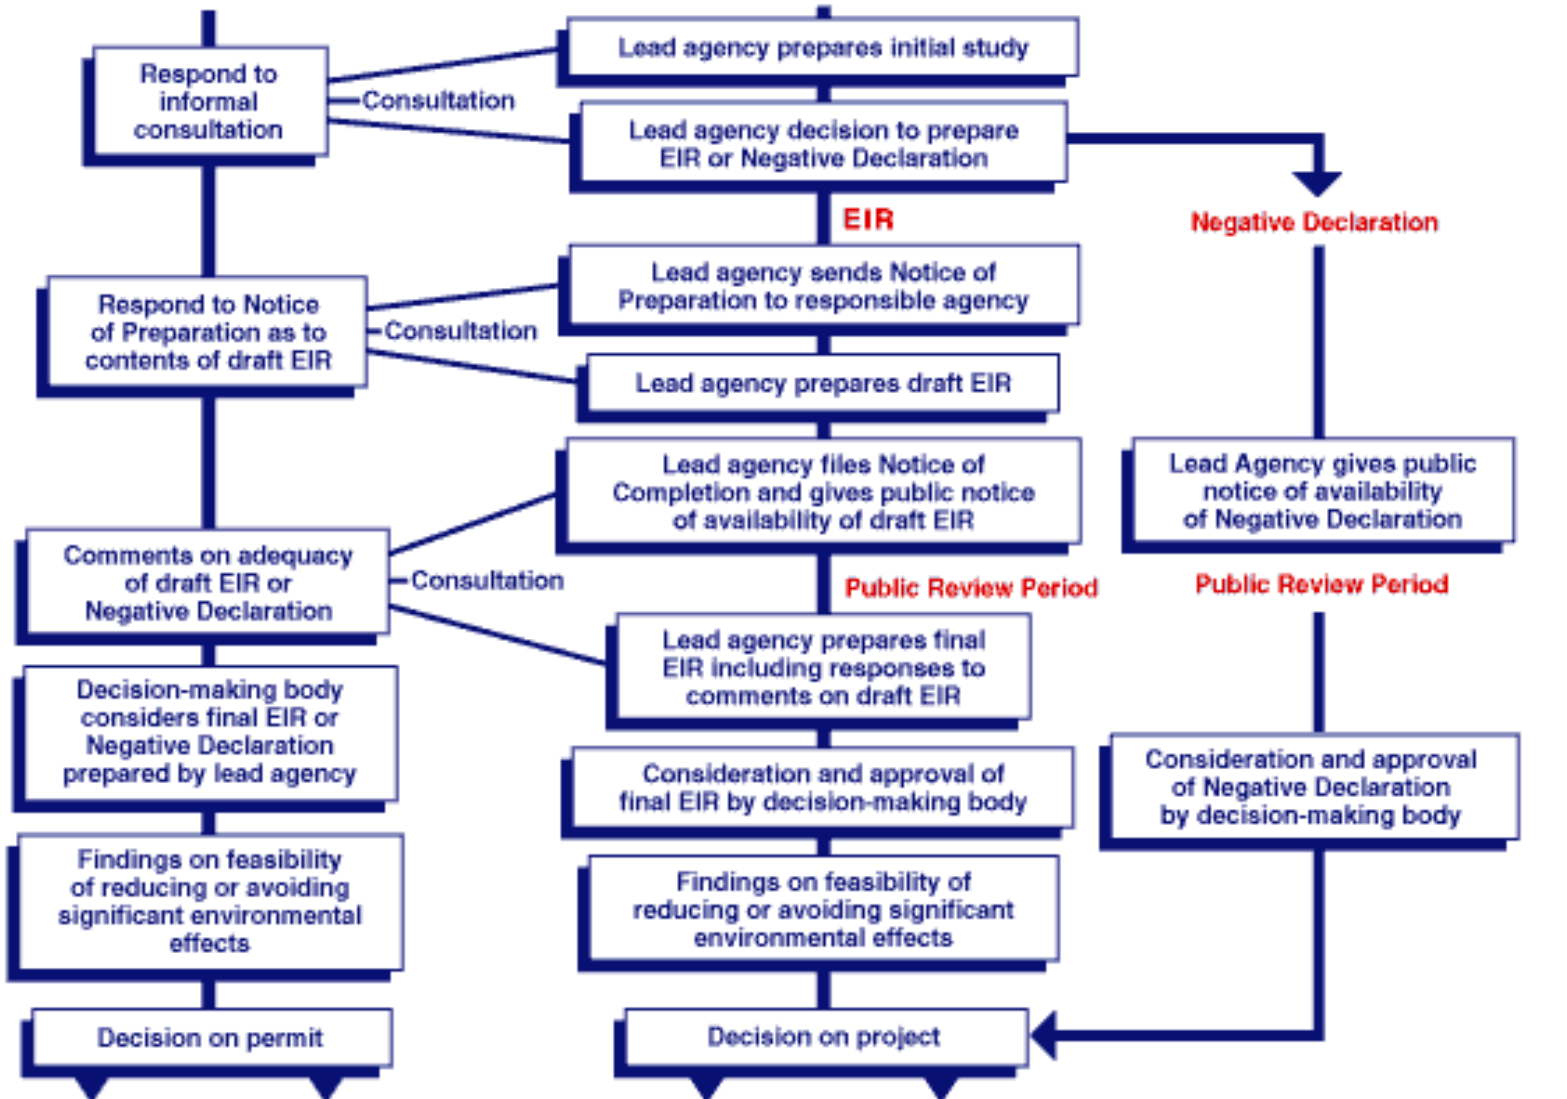 Respond to
informal
consultation
Consultation
Lead agency prepares initial study
Lead agency decision to prepare
EIR or Negative Declaration
EIR
Negative Declaration
Respond to Notice
of Preparation as to
contents of draft EIR
Consultation
Lead agency sends Notice of
Preparation to responsible agency
Lead agency prepares draft EIR
Lead agency files Notice of
Completion and gives public notice
of availability of draft EIR
Lead Agency gives public
notice of availability
of Negative Declaration
Comments on adequacy
of draft EIR or
Negative Declaration
Consultation
Public Review Period
Public Review Period
Lead agency prepares final
EIR including responses to
comments on draft EIR
Decision-making body
considers final EIR or
Negative Declaration
prepared by lead agency
Consideration and approval of
final EIR by decision-making body
Consideration and approval
of Negative Declaration
by decision-making body
Findings on feasibility
of reducing or avoiding
significant environmental
effects
Findings on feasibility of
reducing or avoiding significant
environmental effects
Decision on permit
Decision on project